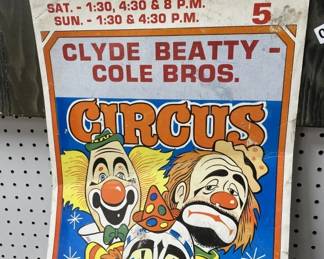 SAT. - 1:30, 4:30 & 8 P.M.
SUN. - 1:30 & 4:30 P.M. 5
CLYDE BEATTY -
COLE BROS.
CIRCUS